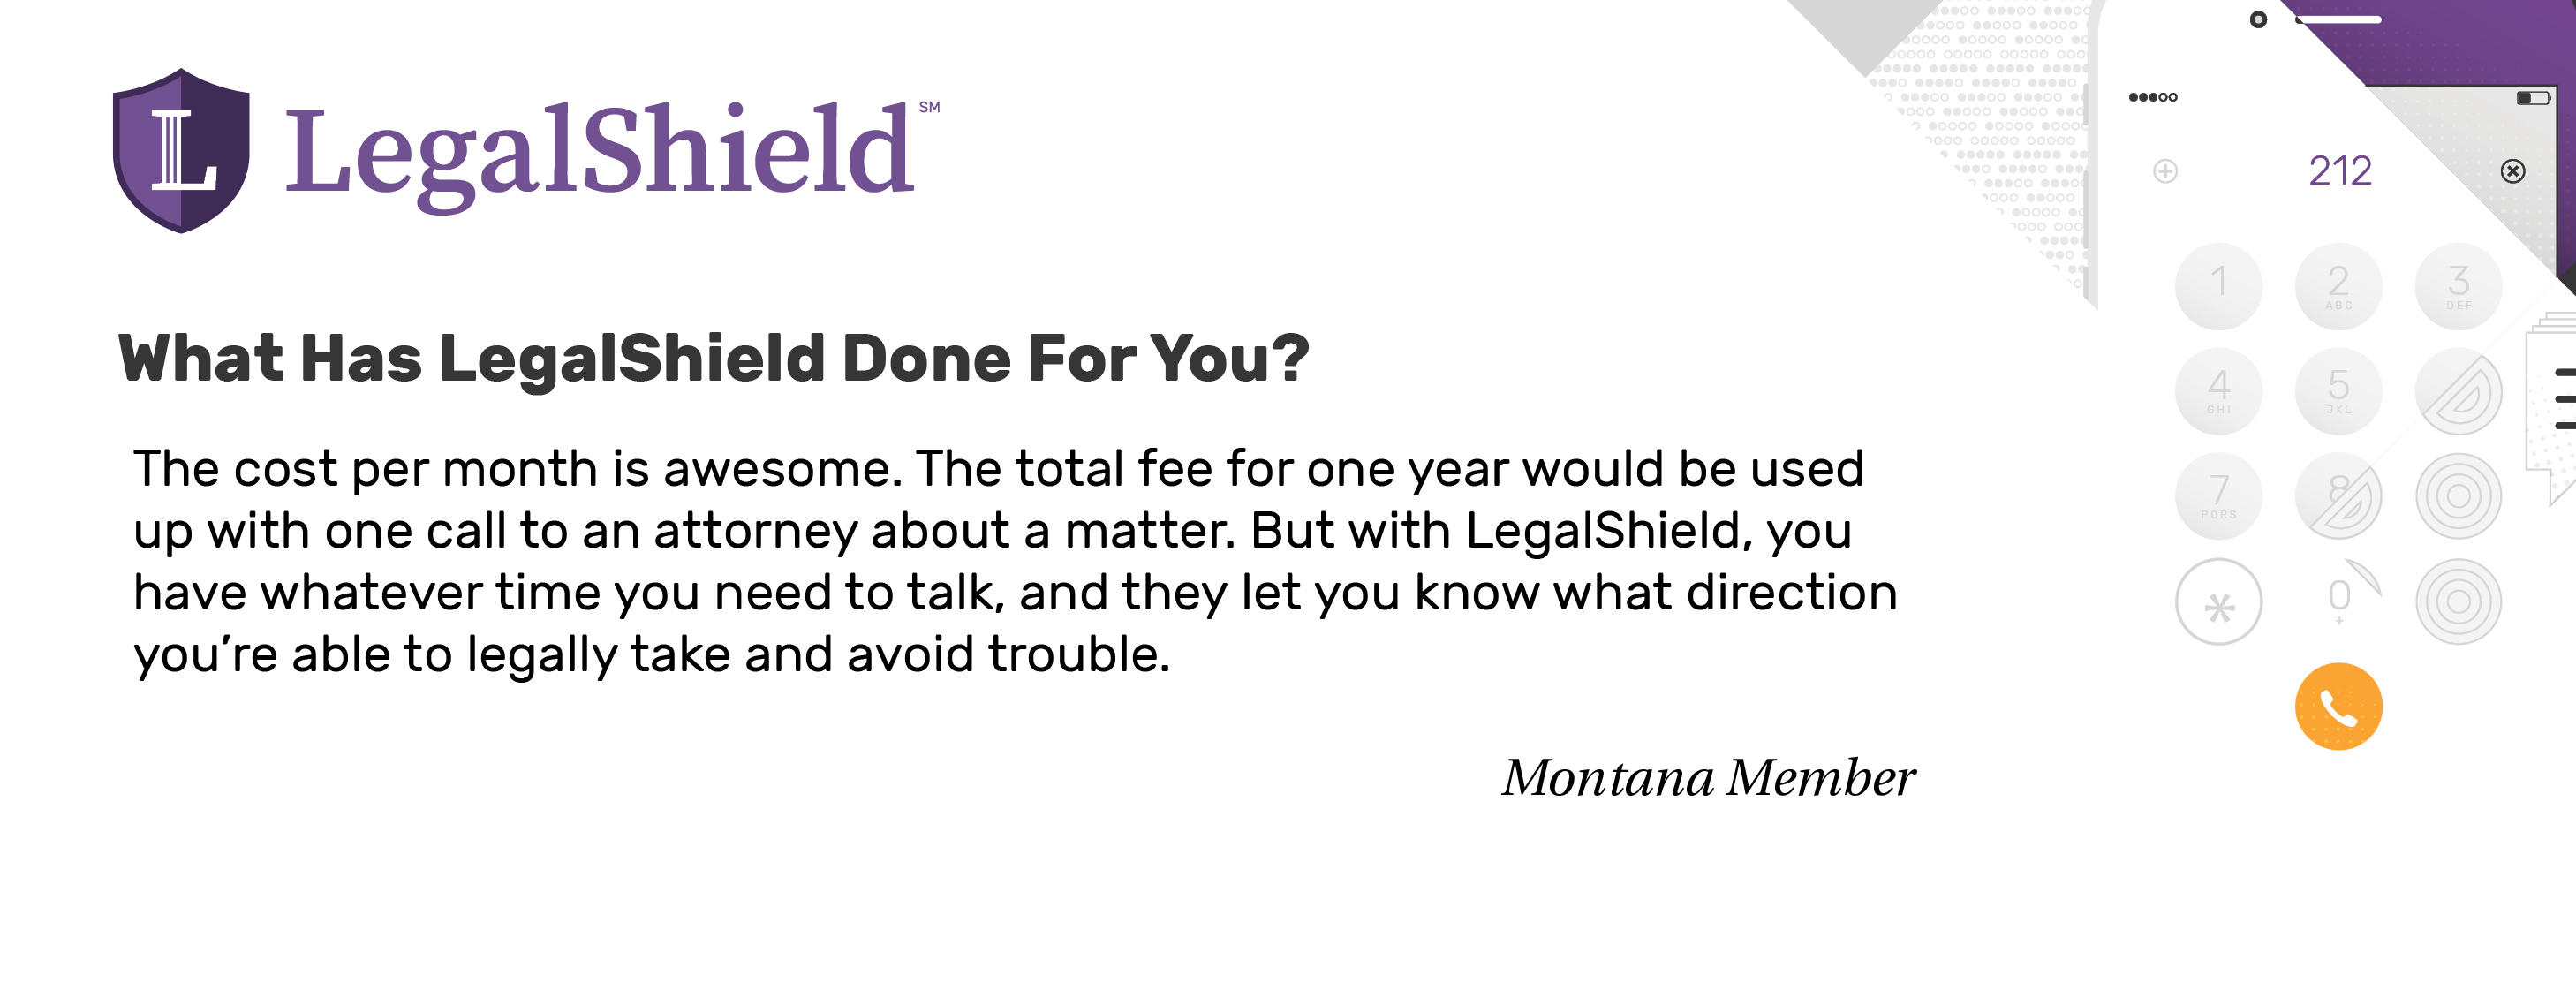 L LegalShield SM
What Has LegalShield Done For You?
The cost per month is awesome. The total fee for one year would be used
up with one call to an attorney about a matter. But with LegalShield, you
have whatever time you need to talk, and they let you know what direction
you’re able to legally take and avoid trouble.
Montana Member
212
1 2 3
ABC DEF
4 5
GHI JKL
7 8
PQRS
* 0
+